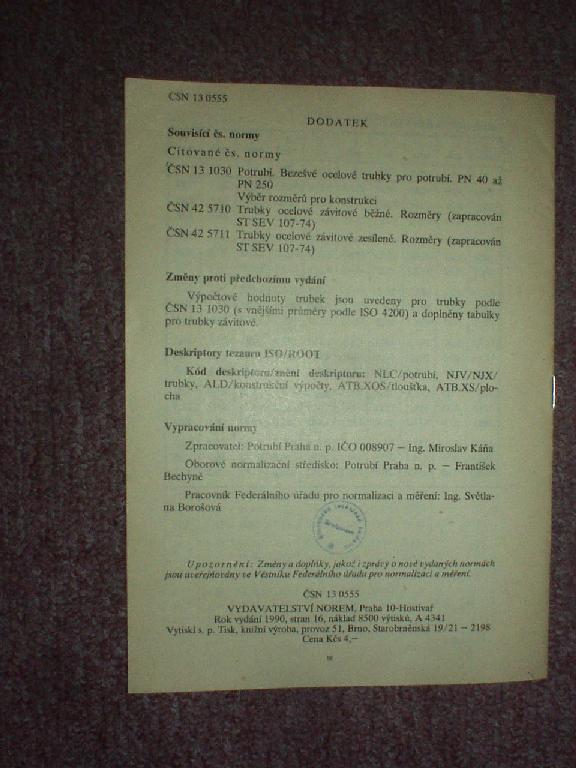 ČSN 13 0555
DODATEK
Souvisící čs. normy
Citované čs. normy
ČSN 13 1030 Potrubí. Bezešvé ocelové trubky pro potrubí. PN 40 až
PN 250
Výběr rozměrů pro konstrukci
ČSN 42 5710 Trubky ocelové závitové běžné. Rozměry (zapracován
ST SEV 107-74)
ČSN 42 5711 Trubky ocelové závitové zesílené. Rozměry (zapracován
ST SEV 107-74)
Změny proti předchozímu vydání
Výpočtové hodnoty trubek jsou uvedeny pro trubky podle
ČSN 13 1030 (s vnějšími průměry podle ISO 4200) a doplněny tabulky
pro trubky závitové.
Deskriptory tezauru ISO/ROOT
Kód deskriptoru/znění deskriptoru: NLC/potrubí, NJV/NJX/
trubky, ALD/konstrukční výpočty, ATB.XOS/tloušťka, ATB.XS/plo-
cha
Vypracování normy
Zpracovatel: Potrubí Praha n. p. IČO 008907 – Ing. Miroslav Káňa
Oborové normalizační středisko: Potrubí Praha n. p. – František
Bechyně
Pracovník Federálního úřadu pro normalizaci a měření: Ing. Světla-
na Borošová
Upozornění: Změny a doplňky, jakož i zprávy o nově vydaných normách
jsou uveřejňovány ve Věstníku Federálního úřadu pro normalizaci a měření.
ČSN 13 0555
VYDAVATELSTVÍ NOREM, Praha 10-Hostivař
Rok vydání 1990, stran 16, náklad 8500 výtisků, A 4341
Vytiskl s. p. Tisk, knižní výroba, provoz 51, Brno, Starobrněnská 19/21 – 2198
Cena Kčs 4,–